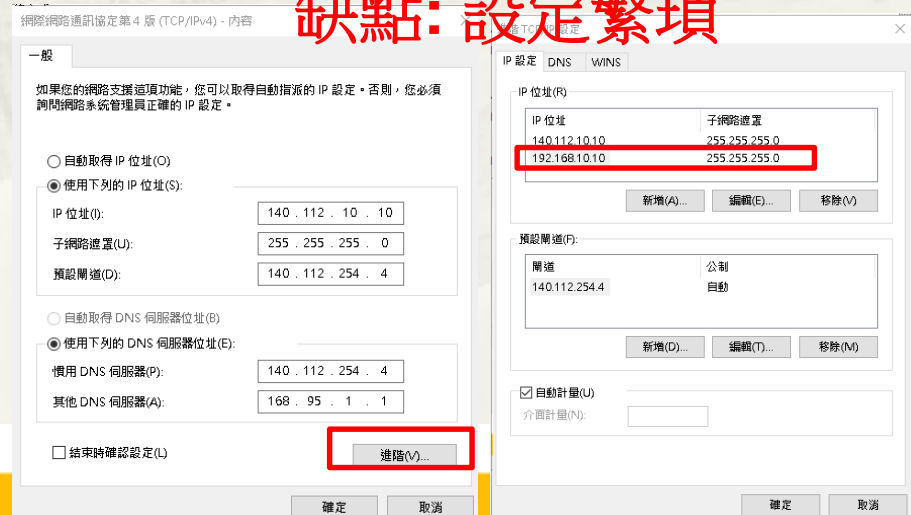 缺點: 設定繁瑣
網際網路通訊協定第 4 版 (TCP/IPv4) - 內容
一般
如果您的網路支援這項功能，您可以取得自動指派的 IP 設定。否則，您必須
詢問網路系統管理員正確的 IP 設定。
自動取得 IP 位址(O)
使用下列的 IP 位址(S):
IP 位址(I):
140 . 112 . 10 . 10
子網路遮罩(U):
255 . 255 . 255 . 0
預設閘道(D):
140 . 112 . 254 . 4
自動取得 DNS 伺服器位址(B)
使用下列的 DNS 伺服器位址(E):
慣用 DNS 伺服器(P):
140 . 112 . 254 . 4
其他 DNS 伺服器(A):
168 . 95 . 1 . 1
結束時確認設定(L)
進階(V)...
確定
取消
TCP/IP 設定
IP 設定 DNS WINS
IP 位址(R)
IP 位址 子網路遮罩
140.112.10.10 255.255.255.0
192.168.10.10 255.255.255.0
新增(A)... 編輯(E)... 移除(V)
預設閘道(F):
閘道 公制
140.112.254.4 自動
新增(D)... 編輯(T)... 移除(M)
自動計量(U)
介面計量(N):
確定 取消